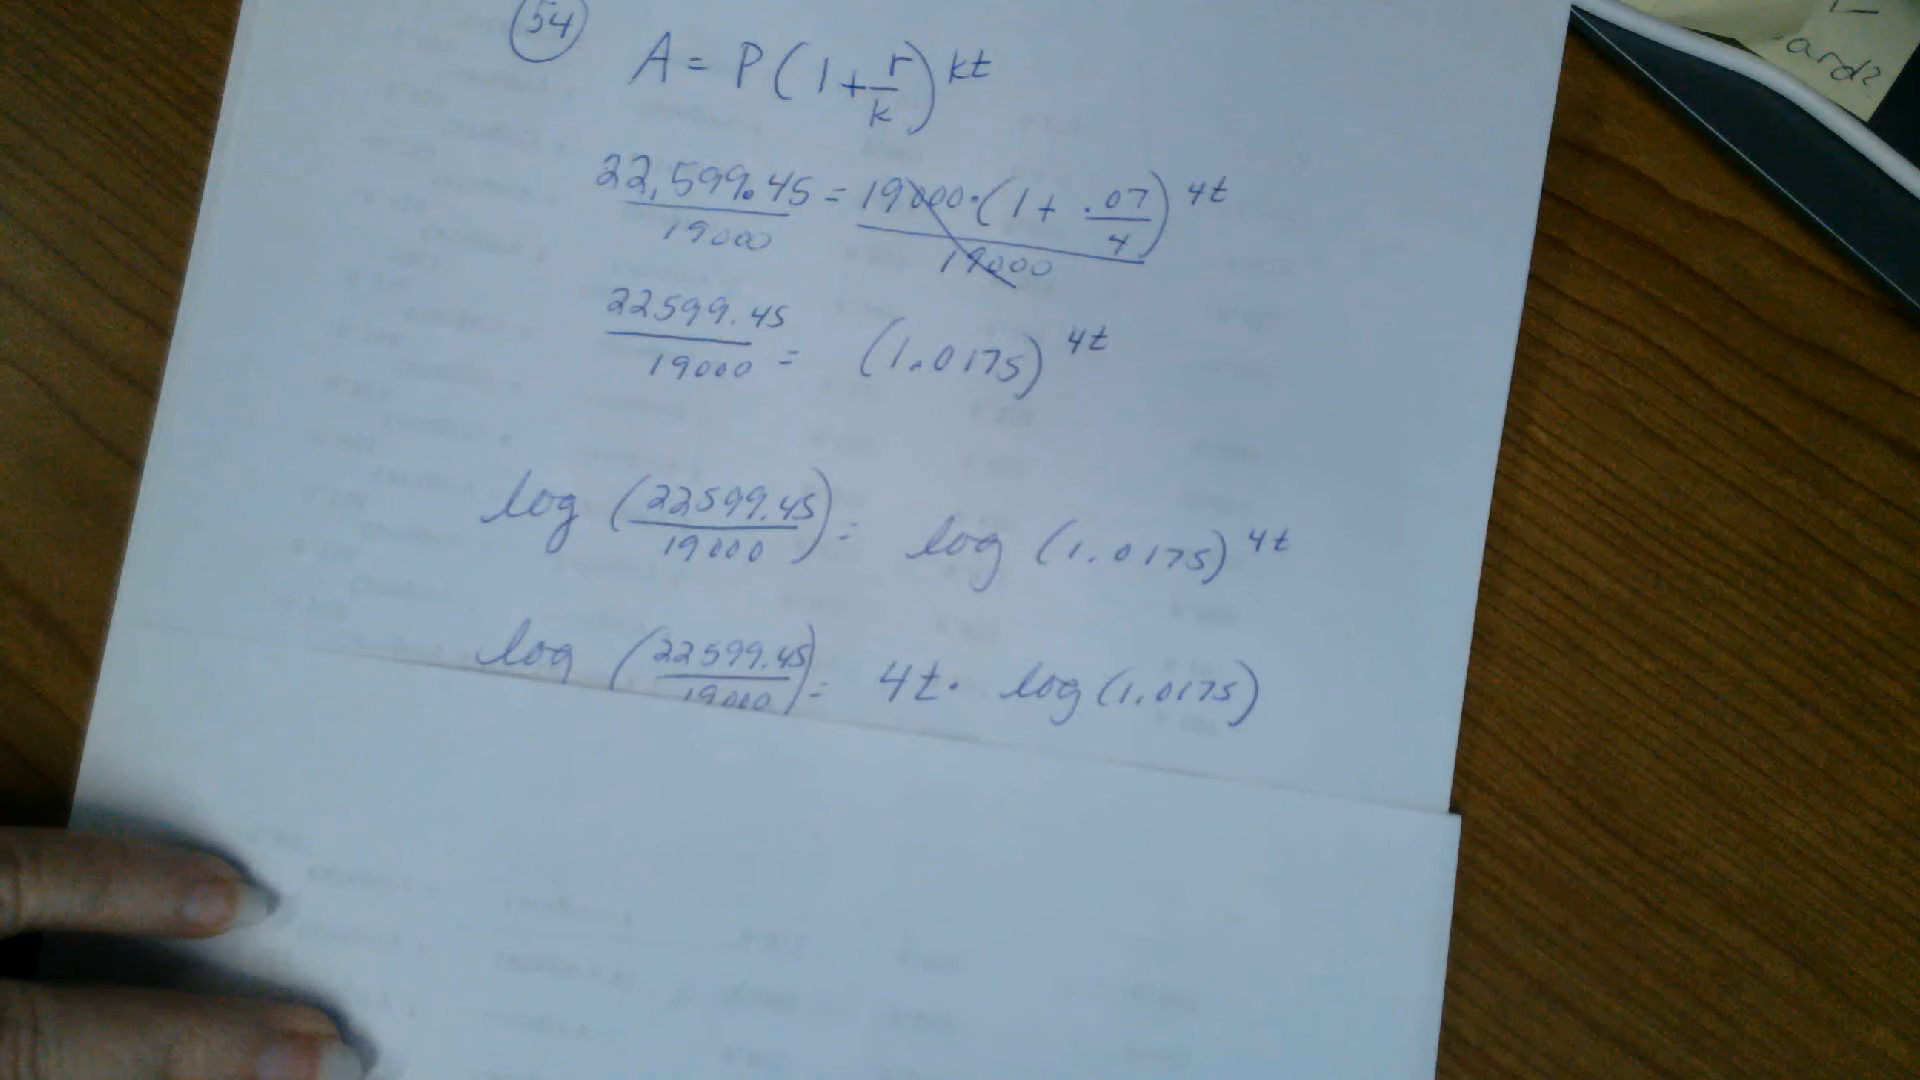 54
A = P(1 + r/k)^kt
22,599.45/19000 = 19000·(1 + .07/4)^4t/19000
22599.45/19000 = (1.0175)^4t
log (22599.45/19000) = log (1.0175)^4t
log (22599.45/19000) = 4t · log (1.0175)